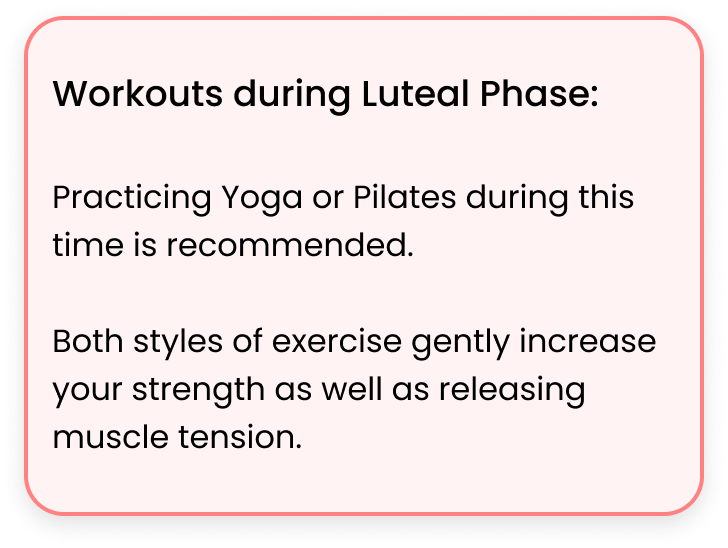 Workouts during Luteal Phase:
Practicing Yoga or Pilates during this
time is recommended.
Both styles of exercise gently increase
your strength as well as releasing
muscle tension.